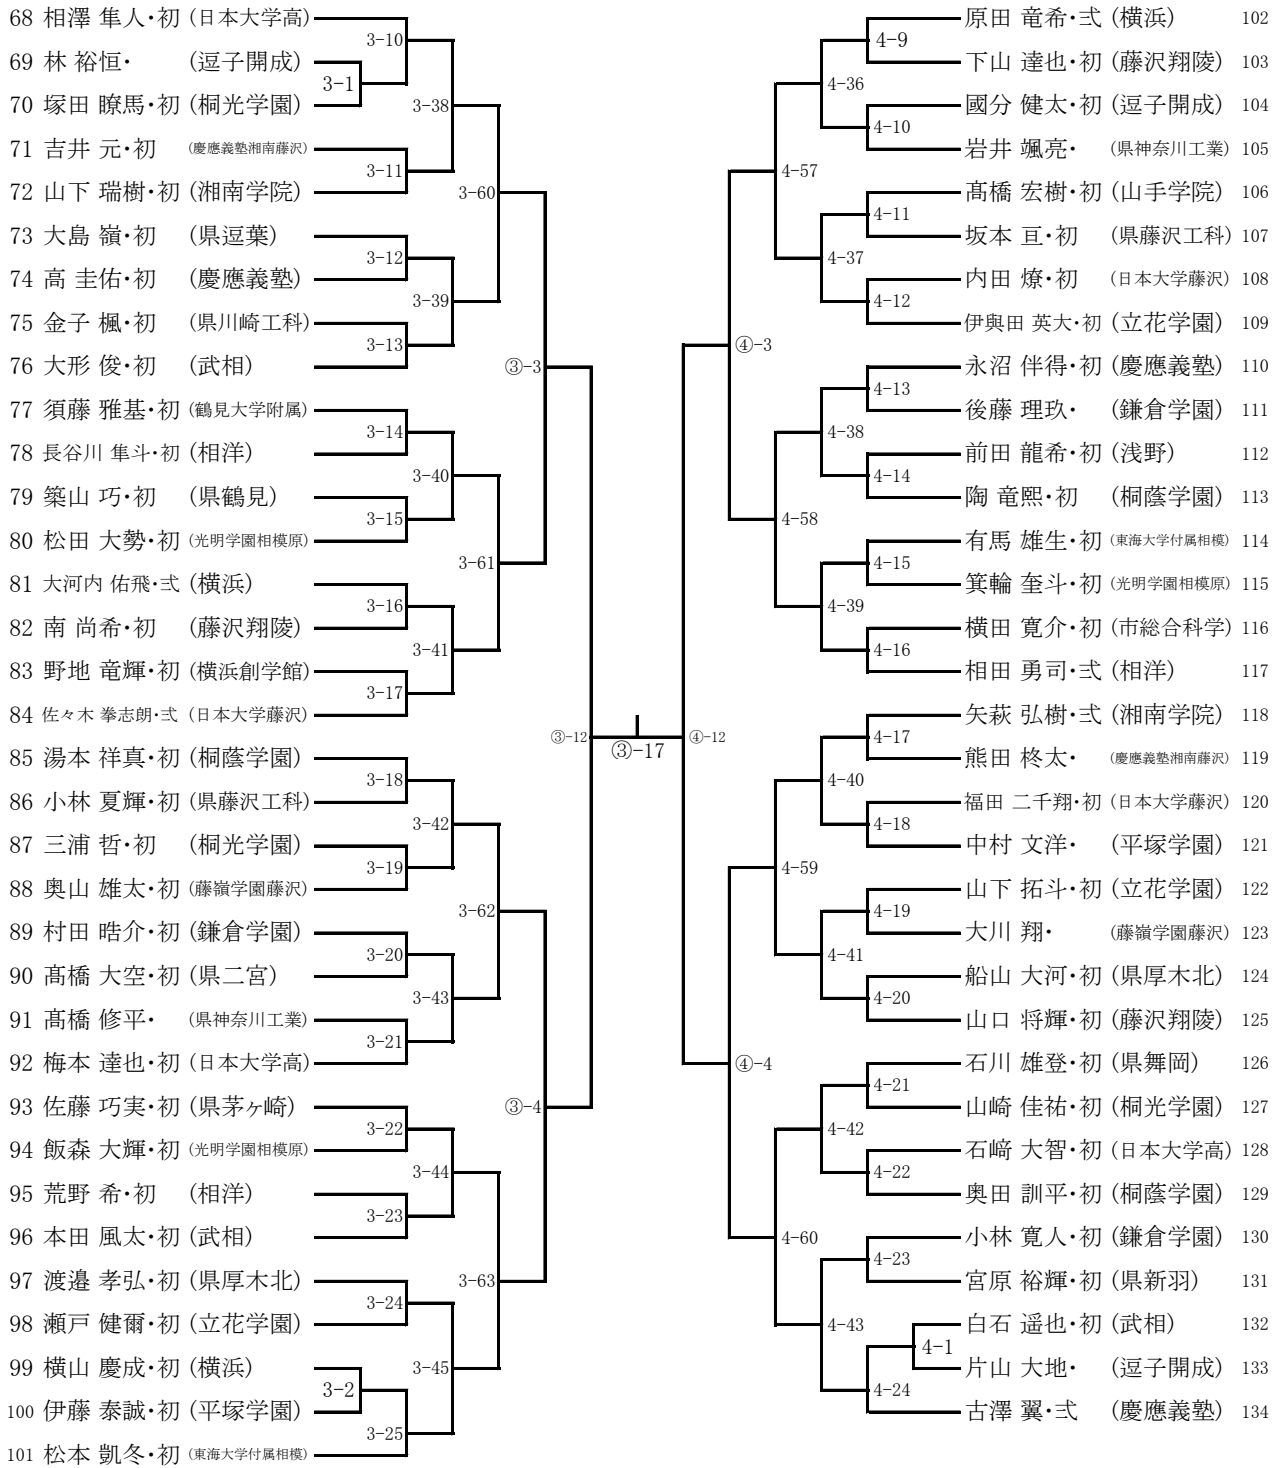 68 相澤 隼人・初 (日本大学高)
69 林 裕恒・ (逗子開成)
70 塚田 瞭馬・初 (桐光学園)
71 吉井 元・初 (慶應義塾湘南藤沢)
72 山下 瑞樹・初 (湘南学院)
73 大島 嶺・初 (県逗葉)
74 高 圭佑・初 (慶應義塾)
75 金子 楓・初 (県川崎工科)
76 大形 俊・初 (武相)
77 須藤 雅基・初 (鶴見大学附属)
78 長谷川 隼斗・初 (相洋)
79 築山 巧・初 (県鶴見)
80 松田 大勢・初 (光明学園相模原)
81 大河内 佑飛・弍 (横浜)
82 南 尚希・初 (藤沢翔陵)
83 野地 竜輝・初 (横浜創学館)
84 佐々木 拳志朗・弍 (日本大学藤沢)
85 湯本 祥真・初 (桐蔭学園)
86 小林 夏輝・初 (県藤沢工科)
87 三浦 哲・初 (桐光学園)
88 奥山 雄太・初 (藤嶺学園藤沢)
89 村田 晧介・初 (鎌倉学園)
90 髙橋 大空・初 (県二宮)
91 髙橋 修平・ (県神奈川工業)
92 梅本 達也・初 (日本大学高)
93 佐藤 巧実・初 (県茅ヶ崎)
94 飯森 大輝・初 (光明学園相模原)
95 荒野 希・初 (相洋)
96 本田 風太・初 (武相)
97 渡邉 孝弘・初 (県厚木北)
98 瀬戸 健爾・初 (立花学園)
99 横山 慶成・初 (横浜)
100 伊藤 泰誠・初 (平塚学園)
101 松本 凱冬・初 (東海大学付属相模)
3-1
3-2
3-10
3-11
3-12
3-13
3-14
3-15
3-16
3-17
3-18
3-19
3-20
3-21
3-22
3-23
3-24
3-25
3-38
3-39
3-40
3-41
3-42
3-43
3-44
3-45
3-60
3-61
3-62
3-63
③-3
③-4
③-12
③-17
④-12
④-3
④-4
4-57
4-58
4-59
4-60
4-36
4-37
4-38
4-39
4-40
4-41
4-42
4-43
4-9
4-10
4-11
4-12
4-13
4-14
4-15
4-16
4-17
4-18
4-19
4-20
4-21
4-22
4-23
4-24
4-1
原田 竜希・弍 (横浜) 102
下山 達也・初 (藤沢翔陵) 103
國分 健太・初 (逗子開成) 104
岩井 颯亮・ (県神奈川工業) 105
髙橋 宏樹・初 (山手学院) 106
坂本 亘・初 (県藤沢工科) 107
内田 燎・初 (日本大学藤沢) 108
伊與田 英大・初 (立花学園) 109
永沼 伴得・初 (慶應義塾) 110
後藤 理玖・ (鎌倉学園) 111
前田 龍希・初 (浅野) 112
陶 竜熙・初 (桐蔭学園) 113
有馬 雄生・初 (東海大学付属相模) 114
箕輪 奎斗・初 (光明学園相模原) 115
横田 寛介・初 (市総合科学) 116
相田 勇司・弍 (相洋) 117
矢萩 弘樹・弍 (湘南学院) 118
熊田 柊太・ (慶應義塾湘南藤沢) 119
福田 二千翔・初 (日本大学藤沢) 120
中村 文洋・ (平塚学園) 121
山下 拓斗・初 (立花学園) 122
大川 翔・ (藤嶺学園藤沢) 123
船山 大河・初 (県厚木北) 124
山口 将輝・初 (藤沢翔陵) 125
石川 雄登・初 (県舞岡) 126
山崎 佳祐・初 (桐光学園) 127
石﨑 大智・初 (日本大学高) 128
奥田 訓平・初 (桐蔭学園) 129
小林 寛人・初 (鎌倉学園) 130
宮原 裕輝・初 (県新羽) 131
白石 遥也・初 (武相) 132
片山 大地・ (逗子開成) 133
古澤 翼・弍 (慶應義塾) 134